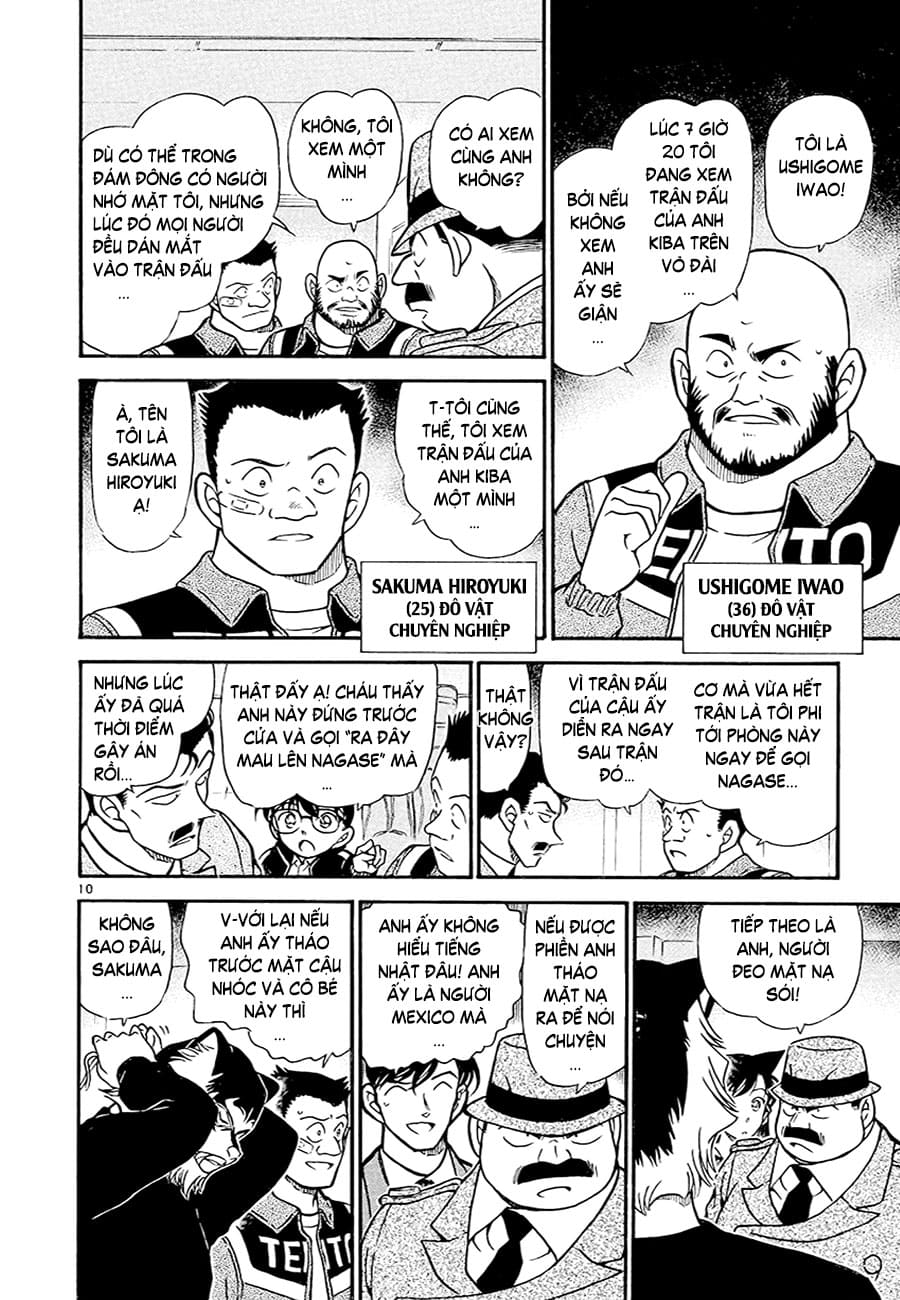 TÔI LÀ
USHIGOME
IWAO!
LÚC 7 GIỜ
20 TÔI
ĐANG XEM
TRẬN ĐẤU
CỦA ANH
KIBA TRÊN
VÕ ĐÀI
BỞI NẾU
KHÔNG
XEM ANH
ẤY SẼ
GIẬN
TE
TO
USHIGOME IWAO
(36) ĐÔ VẬT
CHUYÊN NGHIỆP
CÓ AI XEM
CÙNG ANH
KHÔNG?
KHÔNG, TÔI
XEM MỘT
MÌNH
...
DÙ CÓ THỂ TRONG
ĐÁM ĐÔNG CÓ NGƯỜI
NHỚ MẶT TÔI, NHƯNG
LÚC ĐÓ MỌI NGƯỜI
ĐỀU DÁN MẮT
VÀO TRẬN ĐẤU
...
T-TÔI CŨNG
THẾ, TÔI XEM
TRẬN ĐẤU CỦA
ANH KIBA
MỘT MÌNH
...
À, TÊN
TÔI LÀ
SAKUMA
HIROYUKI
Ạ!
SAKUMA HIROYUKI
(25) ĐÔ VẬT
CHUYÊN NGHIỆP
CƠ MÀ VỪA HẾT
TRẬN LÀ TÔI PHI
TỚI PHÒNG NÀY
NGAY ĐỂ GỌI
NAGASE...
VÌ TRẬN ĐẤU
CỦA CẬU ẤY
DIỄN RA NGAY
SAU TRẬN
ĐÓ...
THẬT
KHÔNG
VẬY?
THẬT ĐẤY Ạ! CHÁU THẤY
ANH NÀY ĐỨNG TRƯỚC
CỬA VÀ GỌI “RA ĐÂY
MAU LÊN NAGASE” MÀ
...
NHƯNG LÚC
ẤY ĐÃ QUÁ
THỜI ĐIỂM
GÂY ÁN
RỒI...
10
TIẾP THEO LÀ
ANH, NGƯỜI
ĐEO MẶT NẠ
SÓI!
NẾU ĐƯỢC
PHIỀN ANH
THÁO
MẶT NẠ
RA ĐỂ NÓI
CHUYỆN
ANH ẤY KHÔNG
HIỂU TIẾNG
NHẬT ĐÂU! ANH
ẤY LÀ NGƯỜI
MEXICO MÀ
...
V-VỚI LẠI NẾU
ANH ẤY THÁO
TRƯỚC MẶT CẬU
NHÓC VÀ CÔ BÉ
NÀY THÌ
...
KHÔNG
SAO ĐÂU,
SAKUMA
...
TE
TO
9